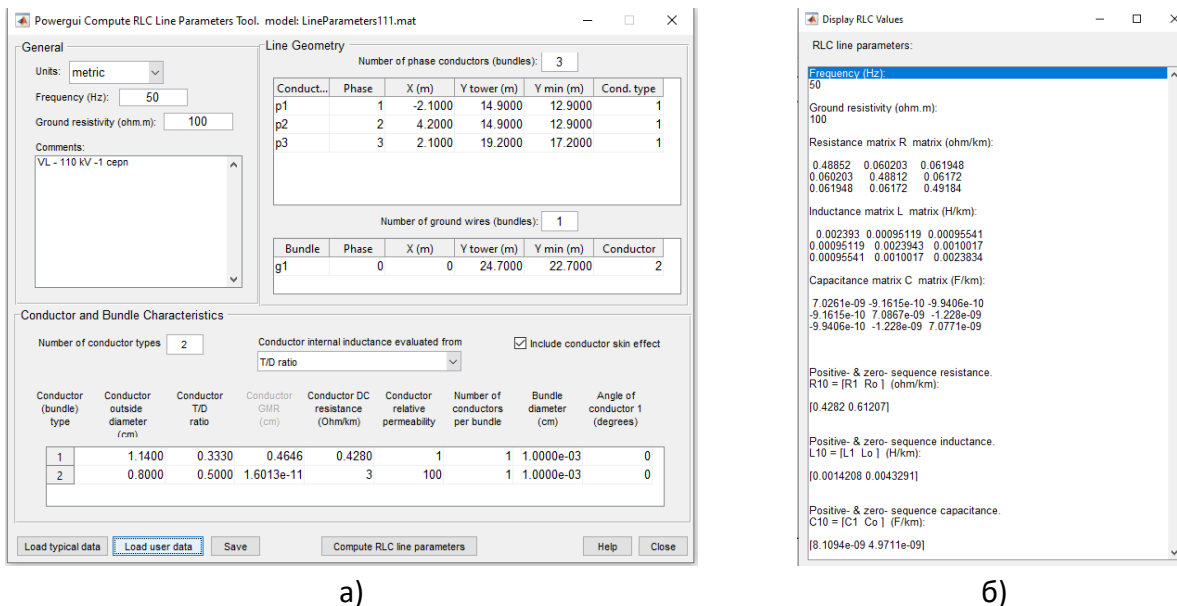 Powergui Compute RLC Line Parameters Tool. model: LineParameters111.mat
General
Units: metric
Frequency (Hz): 50
Ground resistivity (ohm.m): 100
Comments:
VL - 110 kV -1 cepn
Line Geometry
Number of phase conductors (bundles): 3
Conduct... Phase X (m) Y tower (m) Y min (m) Cond. type
p1 1 -2.1000 14.9000 12.9000 1
p2 2 4.2000 14.9000 12.9000 1
p3 3 2.1000 19.2000 17.2000 1
Number of ground wires (bundles): 1
Bundle Phase X (m) Y tower (m) Y min (m) Conductor
g1 0 0 24.7000 22.7000 2
Conductor and Bundle Characteristics
Number of conductor types 2
Conductor internal inductance evaluated from
T/D ratio
Include conductor skin effect
Conductor (bundle) type
Conductor outside diameter (cm)
Conductor T/D ratio
Conductor GMR (cm)
Conductor DC resistance (Ohm/km)
Conductor relative permeability
Number of conductors per bundle
Bundle diameter (cm)
Angle of conductor 1 (degrees)
1 1.1400 0.3330 0.4646 0.4280 1 1 1.0000e-03 0
2 0.8000 0.5000 1.6013e-11 3 100 1 1.0000e-03 0
Load typical data Load user data Save Compute RLC line parameters Help Close
а)
Display RLC Values
RLC line parameters:
Frequency (Hz):
50
Ground resistivity (ohm.m):
100
Resistance matrix R matrix (ohm/km):
0.48852 0.060203 0.061948
0.060203 0.48812 0.06172
0.061948 0.06172 0.49184
Inductance matrix L matrix (H/km):
0.002393 0.00095119 0.00095541
0.00095119 0.0023943 0.0010017
0.00095541 0.0010017 0.0023834
Capacitance matrix C matrix (F/km):
7.0261e-09 -9.1615e-10 -9.9406e-10
-9.1615e-10 7.0867e-09 -1.228e-09
-9.9406e-10 -1.228e-09 7.0771e-09
Positive- & zero- sequence resistance.
R10 = [R1 Ro ] (ohm/km):
[0.4282 0.61207]
Positive- & zero- sequence inductance.
L10 = [L1 Lo ] (H/km):
[0.0014208 0.0043291]
Positive- & zero- sequence capacitance.
C10 = [C1 Co ] (F/km):
[8.1094e-09 4.9711e-09]
б)